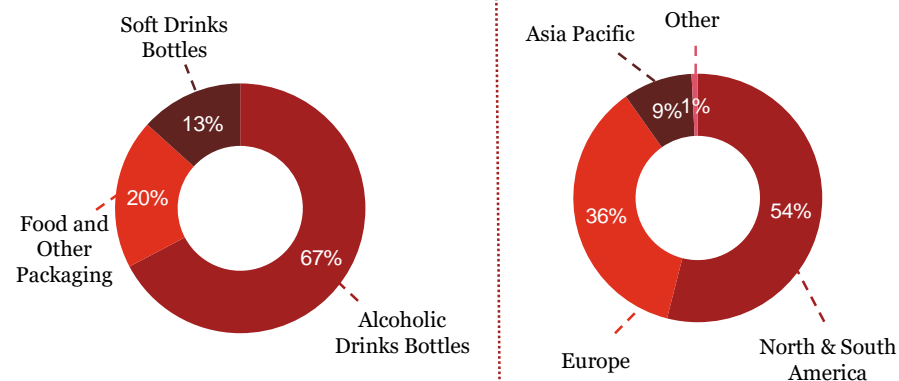 Soft Drinks
Bottles
13%
20%
Food and
Other
Packaging
67%
Alcoholic
Drinks Bottles
Other
Asia Pacific
9%
1%
36%
54%
Europe
North & South
America